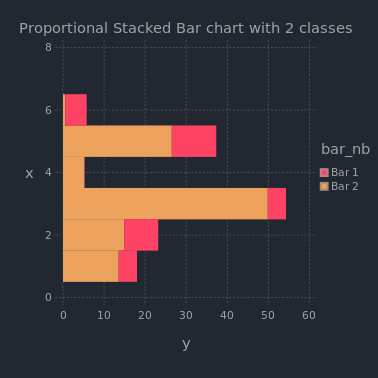 Proportional Stacked Bar chart with 2 classes
8
6
4
2
0
x
0 10 20 30 40 50 60
y
bar_nb
Bar 1
Bar 2